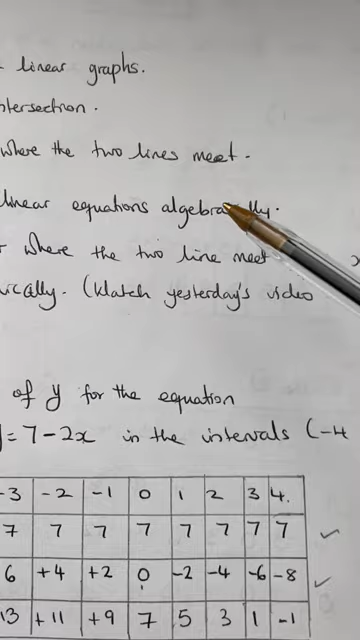 linear graphs.
ntersection.
where the two lines meet.
linear equations algebraically.
r where the two line meet
ically. (Watch yesterday's video
of y for the equation
y = 7 - 2x in the intervals (-4
-3 -2 -1 0 1 2 3 4.
7 7 7 7 7 7 7 7
6 +4 +2 0 -2 -4 -6 -8
13 +11 +9 7 5 3 1 -1